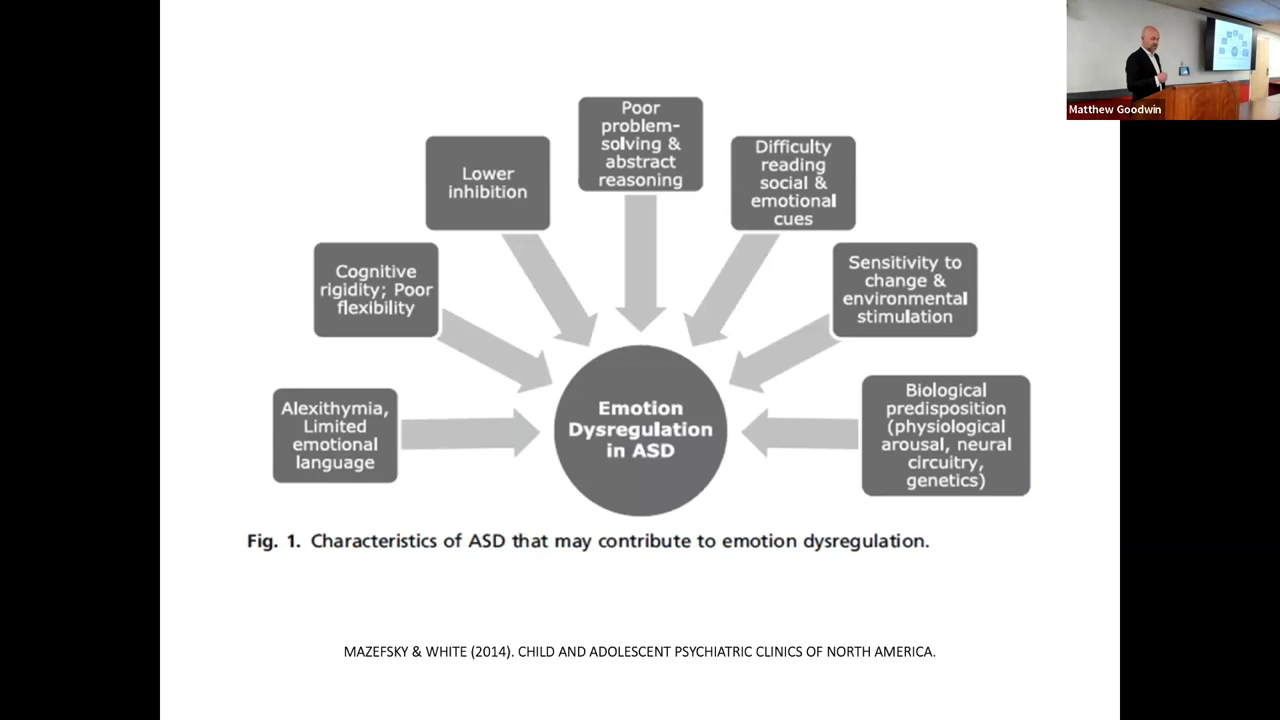 Matthew Goodwin
Poor
problem-
solving &
abstract
reasoning
Lower
inhibition
Difficulty
reading
social &
emotional
cues
Cognitive
rigidity; Poor
flexibility
Sensitivity to
change &
environmental
stimulation
Alexithymia,
Limited
emotional
language
Emotion
Dysregulation
in ASD
Biological
predisposition
(physiological
arousal, neural
circuitry,
genetics)
Fig. 1. Characteristics of ASD that may contribute to emotion dysregulation.
MAZEFSKY & WHITE (2014). CHILD AND ADOLESCENT PSYCHIATRIC CLINICS OF NORTH AMERICA.